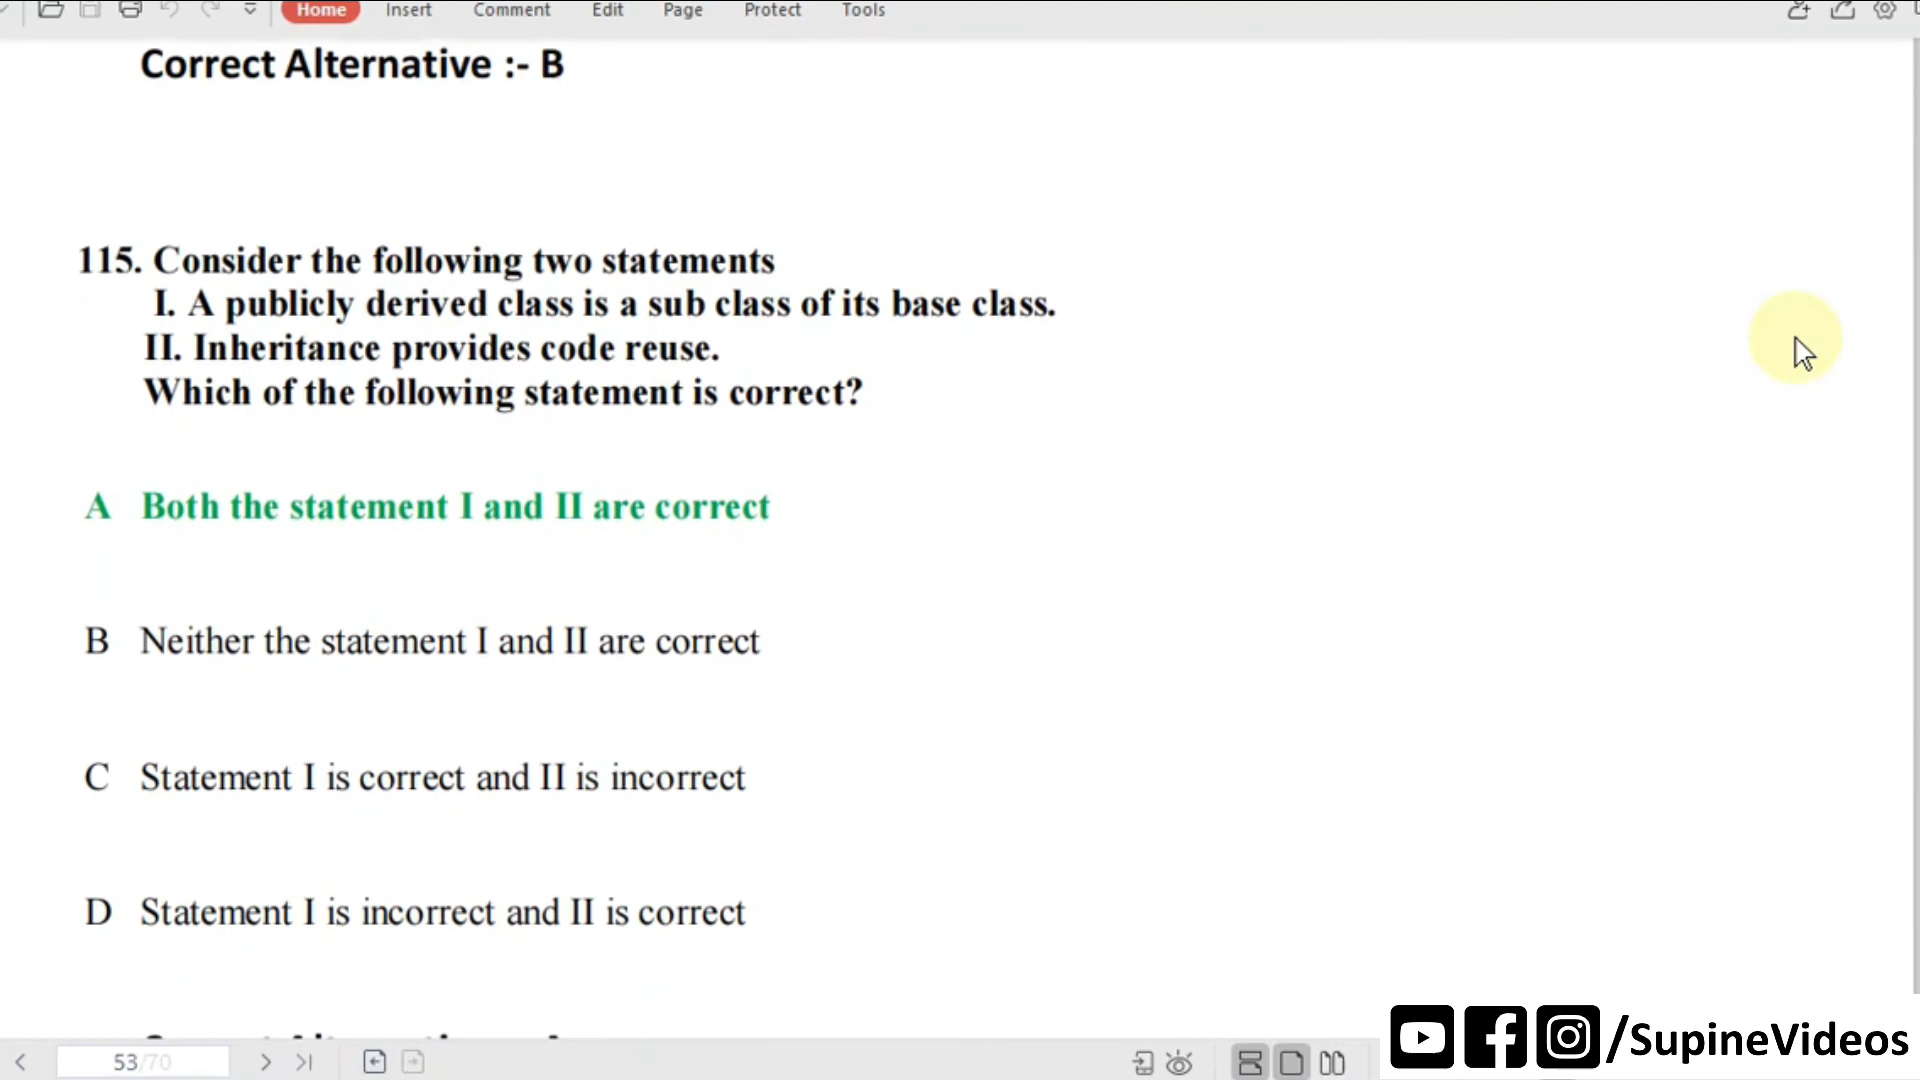 Home Insert Comment Edit Page Protect Tools
Correct Alternative :- B
115. Consider the following two statements
I. A publicly derived class is a sub class of its base class.
II. Inheritance provides code reuse.
Which of the following statement is correct?
A Both the statement I and II are correct
B Neither the statement I and II are correct
C Statement I is correct and II is incorrect
D Statement I is incorrect and II is correct
53/70
/SupineVideos